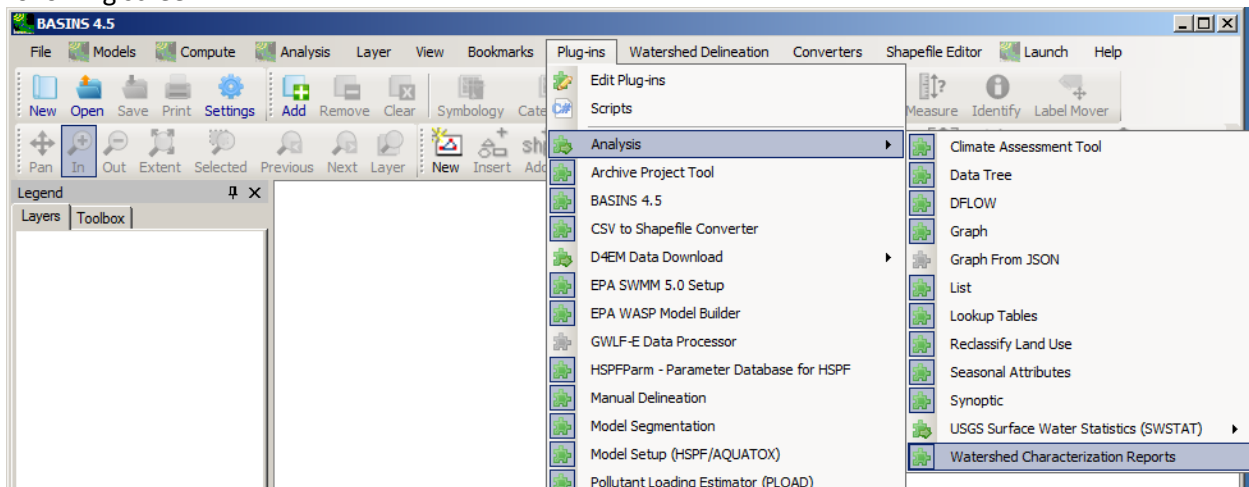 BASINS 4.5
File Models Compute Analysis Layer View Bookmarks Plug-ins Watershed Delineation Converters Shapefile Editor Launch Help
New Open Save Print Settings Add Remove Clear Symbology Cate Measure Identify Label Mover
Pan In Out Extent Selected Previous Next Layer New Insert Add
Legend
Layers Toolbox
Edit Plug-ins
C# Scripts
Analysis
Archive Project Tool
BASINS 4.5
CSV to Shapefile Converter
D4EM Data Download
EPA SWMM 5.0 Setup
EPA WASP Model Builder
GWLF-E Data Processor
HSPFParm - Parameter Database for HSPF
Manual Delineation
Model Segmentation
Model Setup (HSPF/AQUATOX)
Pollutant Loading Estimator (PLOAD)
Climate Assessment Tool
Data Tree
DFLOW
Graph
Graph From JSON
List
Lookup Tables
Reclassify Land Use
Seasonal Attributes
Synoptic
USGS Surface Water Statistics (SWSTAT)
Watershed Characterization Reports